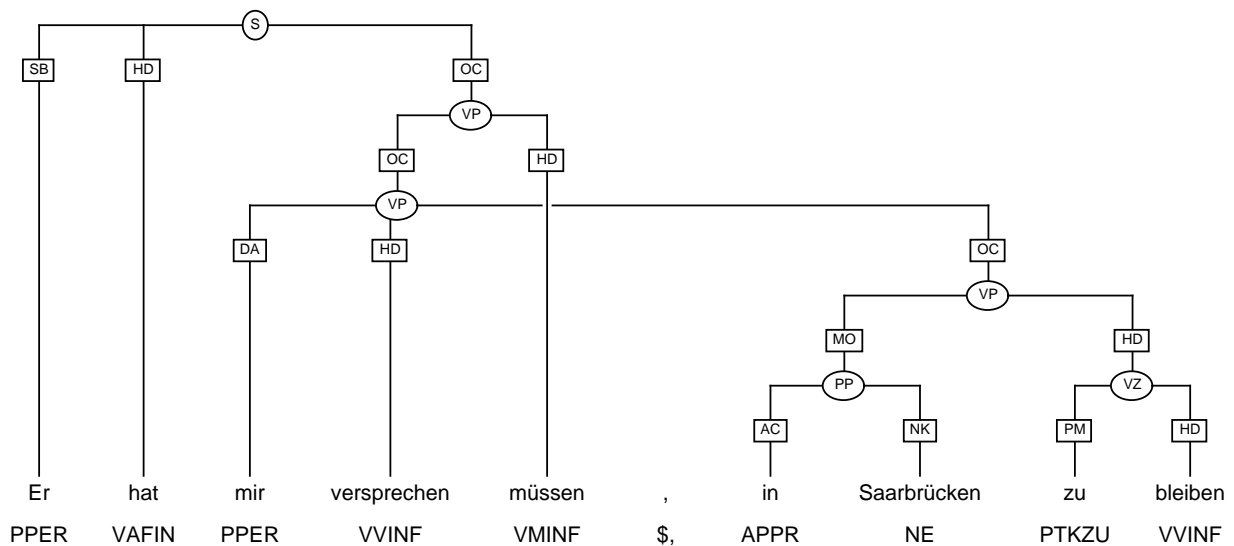 S
SB HD OC
VP
OC HD
VP
DA HD OC
VP
MO HD
PP VZ
AC NK PM HD
Er hat mir versprechen müssen , in Saarbrücken zu bleiben
PPER VAFIN PPER VVINF VMINF $, APPR NE PTKZU VVINF